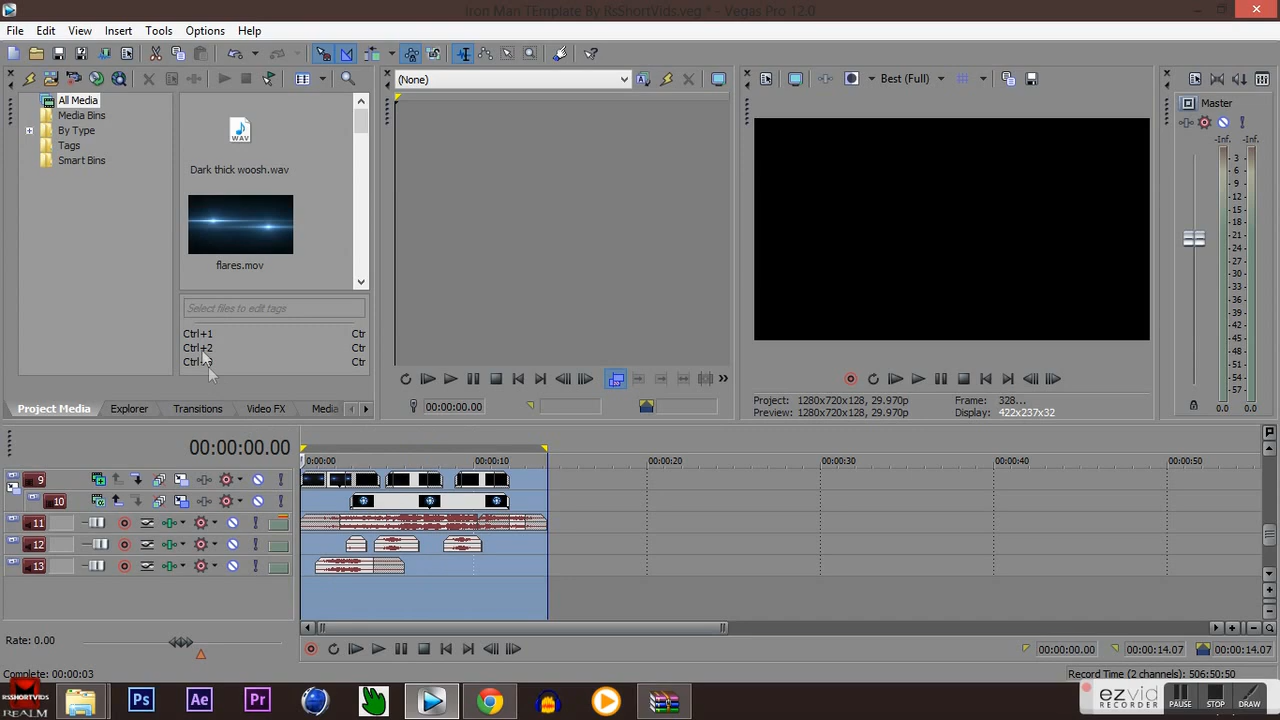 Iron Man TEmplate By RsShortVids.veg * - Vegas Pro 12.0
File Edit View Insert Tools Options Help
(None)
Best (Full)
All Media
Media Bins
By Type
Tags
Smart Bins
WAV
Dark thick woosh.wav
flares.mov
Select files to edit tags
Ctrl+1 Ctr
Ctrl+2 Ctr
Ctrl+3 Ctr
Master
-Inf. -Inf.
3
6
9
12
15
18
21
24
27
30
33
36
39
42
45
48
51
54
57
0.0 0.0
Project Media Explorer Transitions Video FX Media
00:00:00.00
Project: 1280x720x128, 29.970p Frame: 328...
Preview: 1280x720x128, 29.970p Display: 422x237x32
00:00:00.00
0:00:00 00:00:10 00:00:20 00:00:30 00:00:40 00:00:50
9
10
11
12
13
Rate: 0.00
00:00:00.00 00:00:14.07 00:00:14.07
Complete: 00:00:03 Record Time (2 channels): 506:50:50
RSSHORTVIDS
REALM
Ps Ae Pr
ezvid
RECORDER
PAUSE STOP DRAW